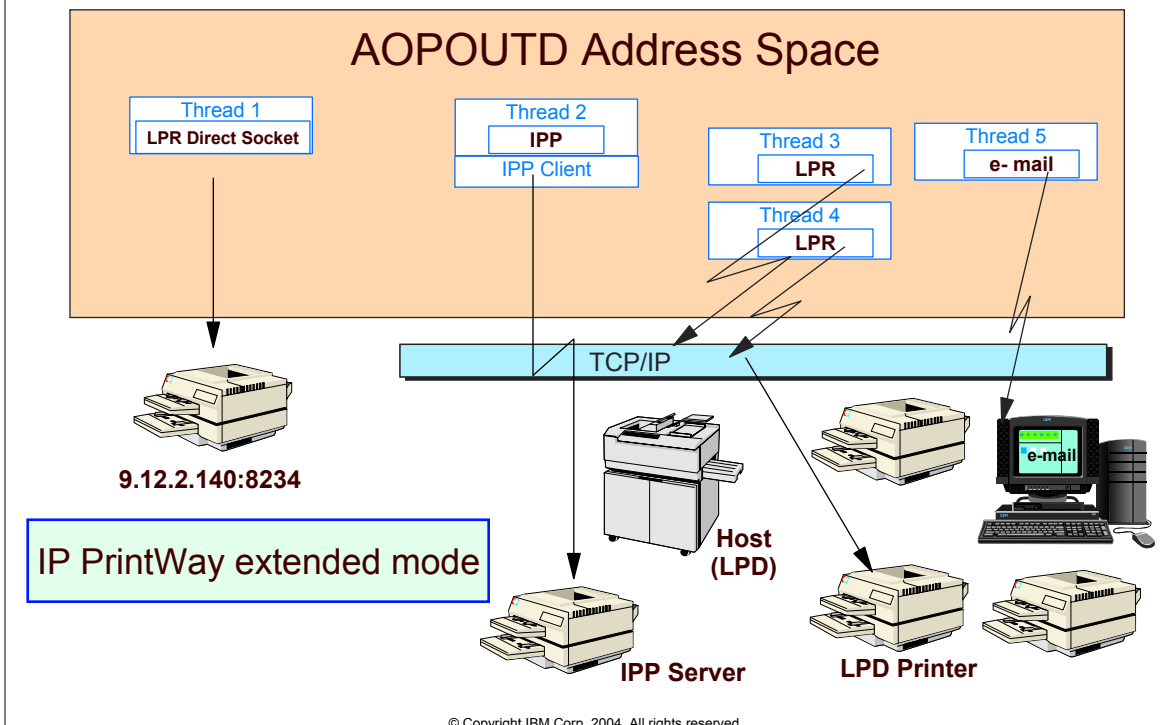 AOPOUTD Address Space
Thread 1
LPR Direct Socket
Thread 2
IPP
IPP Client
Thread 3
LPR
Thread 4
LPR
Thread 5
e- mail
TCP/IP
9.12.2.140:8234
e-mail
Host
(LPD)
IP PrintWay extended mode
IPP Server
LPD Printer
© Copyright IBM Corp. 2004. All rights reserved